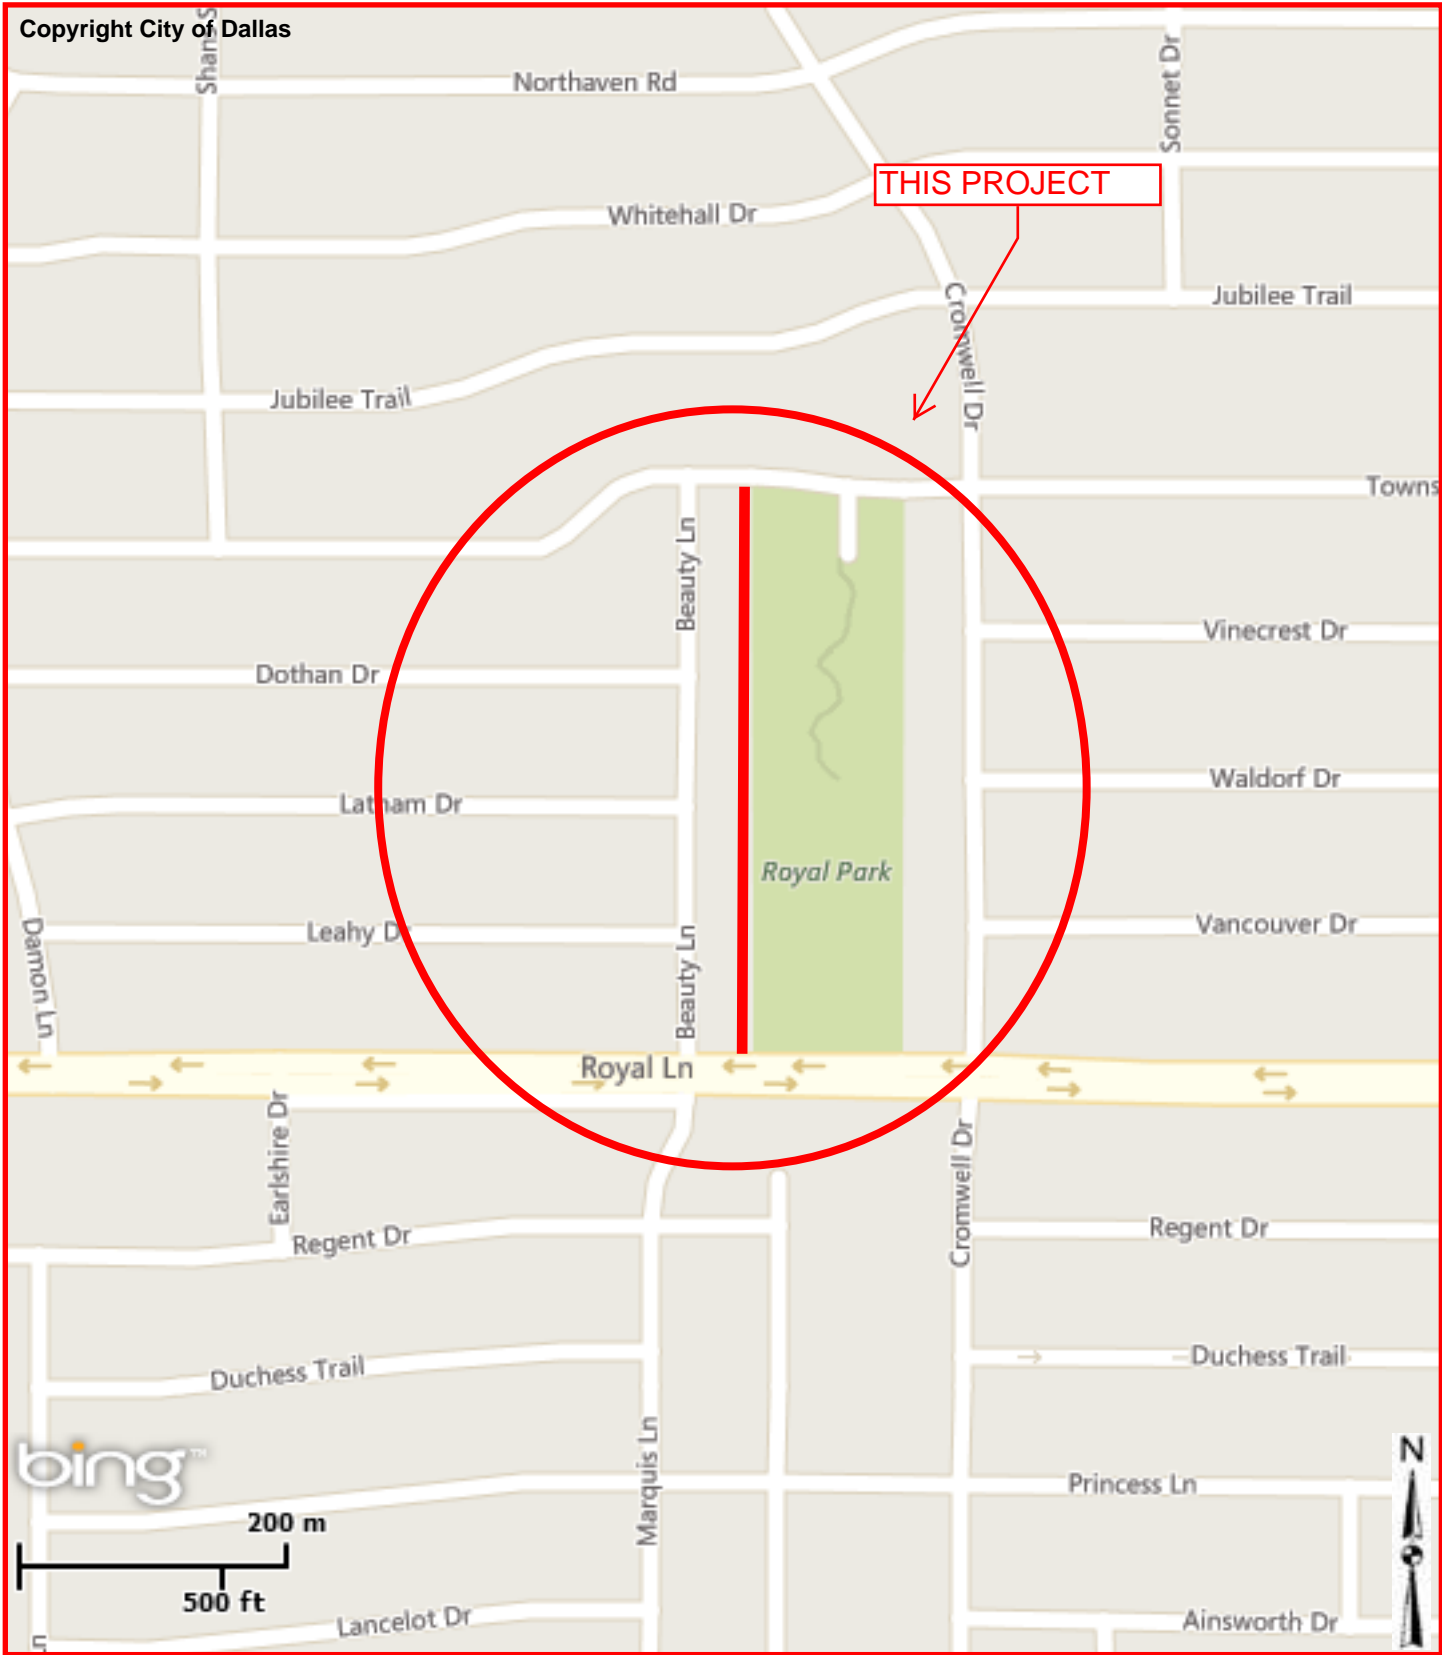 Copyright City of Dallas
Northaven Rd
Sonnet Dr
THIS PROJECT
Whitehall Dr
Jubilee Trail
Cromwell Dr
Jubilee Trail
Towns
Beauty Ln
Vinecrest Dr
Dothan Dr
Waldorf Dr
Latham Dr
Royal Park
Vancouver Dr
Leahy Dr
Damon Ln
Beauty Ln
Royal Ln
Earlshire Dr
Cromwell Dr
Regent Dr
Regent Dr
Duchess Trail
Duchess Trail
bing™
N
Marquis Ln
Princess Ln
200 m
500 ft
Lancelot Dr
Ainsworth Dr